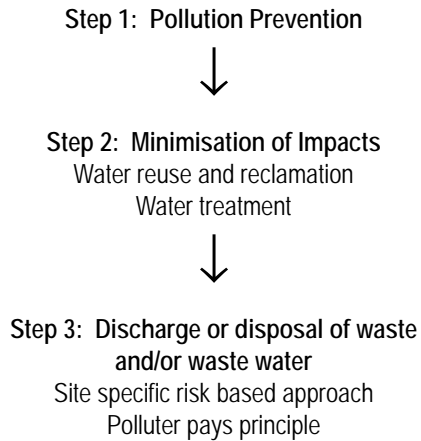 Step 1: Pollution Prevention
Step 2: Minimisation of Impacts
Water reuse and reclamation
Water treatment
Step 3: Discharge or disposal of waste
and/or waste water
Site specific risk based approach
Polluter pays principle